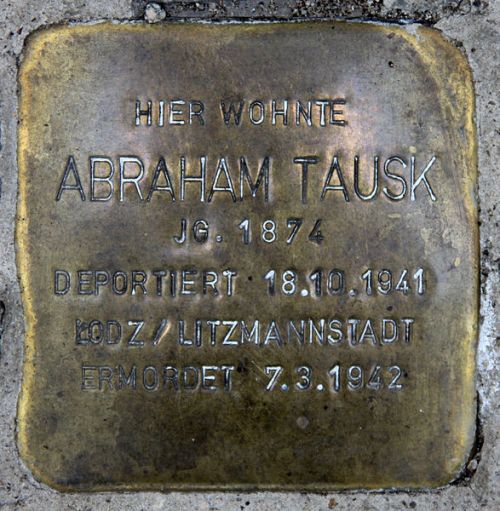 HIER WOHNTE
ABRAHAM TAUSK
JG. 1874
DEPORTIERT 18.10.1941
ŁODZ / LITZMANNSTADT
ERMORDET 7.3.1942